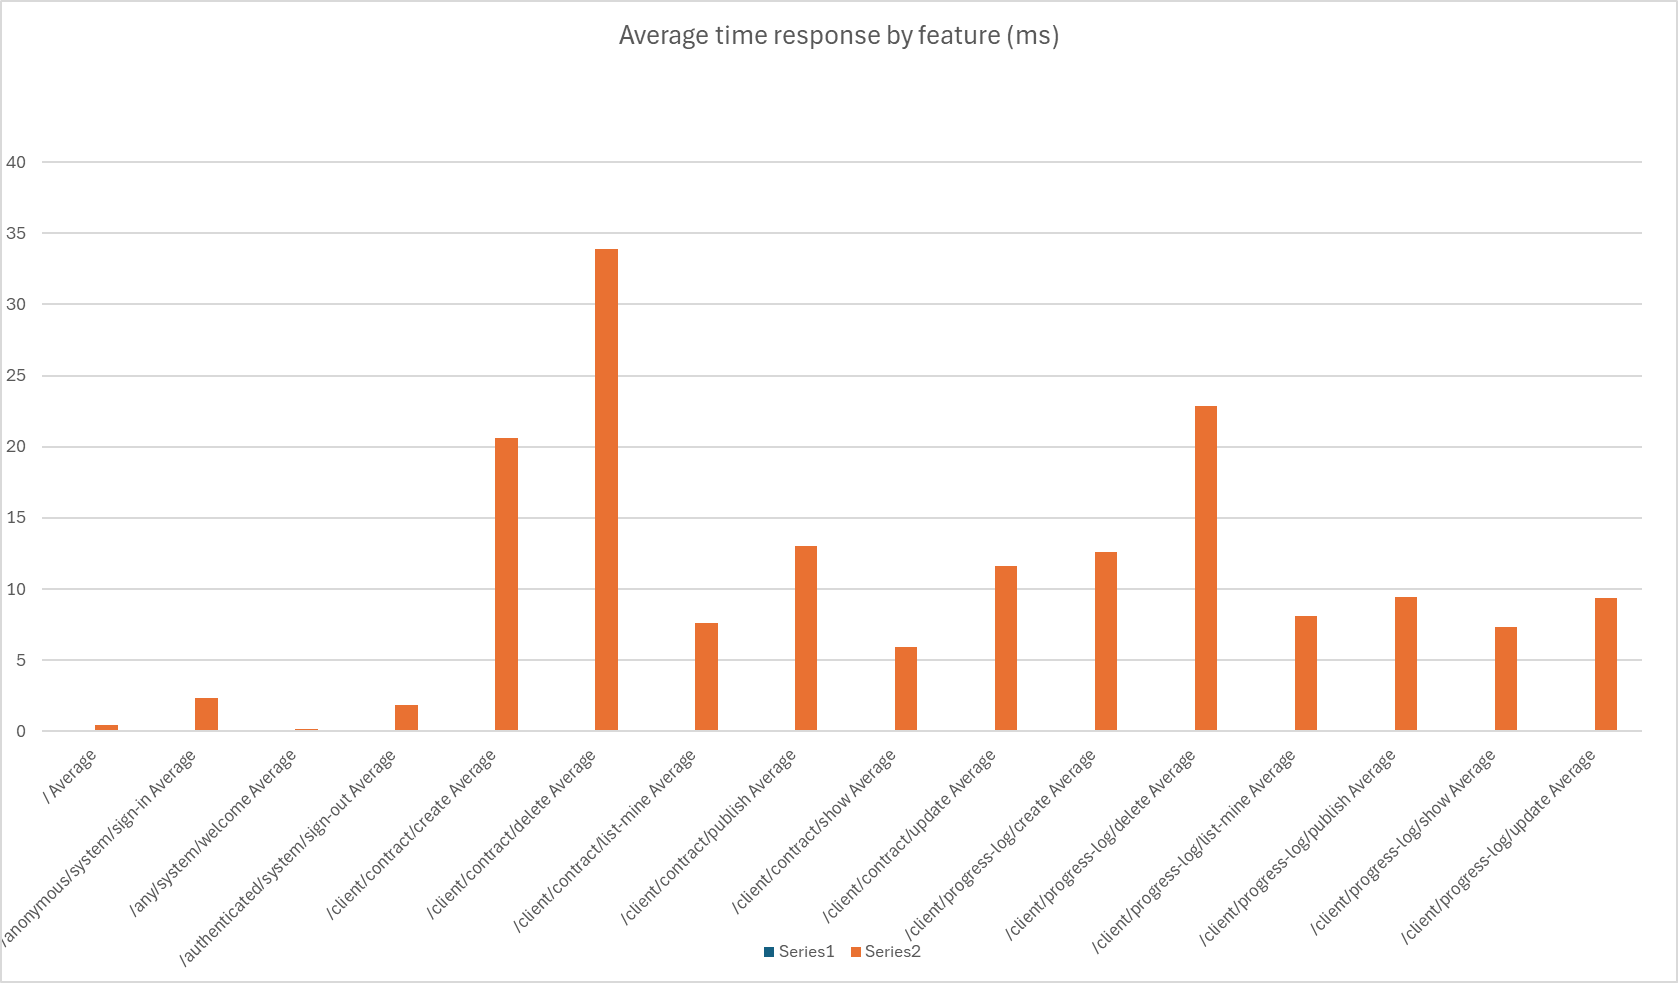 Average time response by feature (ms)
40
35
30
25
20
15
10
5
0
/ Average
/anonymous/system/sign-in Average
/any/system/welcome Average
/authenticated/system/sign-out Average
/client/contract/create Average
/client/contract/delete Average
/client/contract/list-mine Average
/client/contract/publish Average
/client/contract/show Average
/client/contract/update Average
/client/progress-log/create Average
/client/progress-log/delete Average
/client/progress-log/list-mine Average
/client/progress-log/publish Average
/client/progress-log/show Average
/client/progress-log/update Average
Series1
Series2